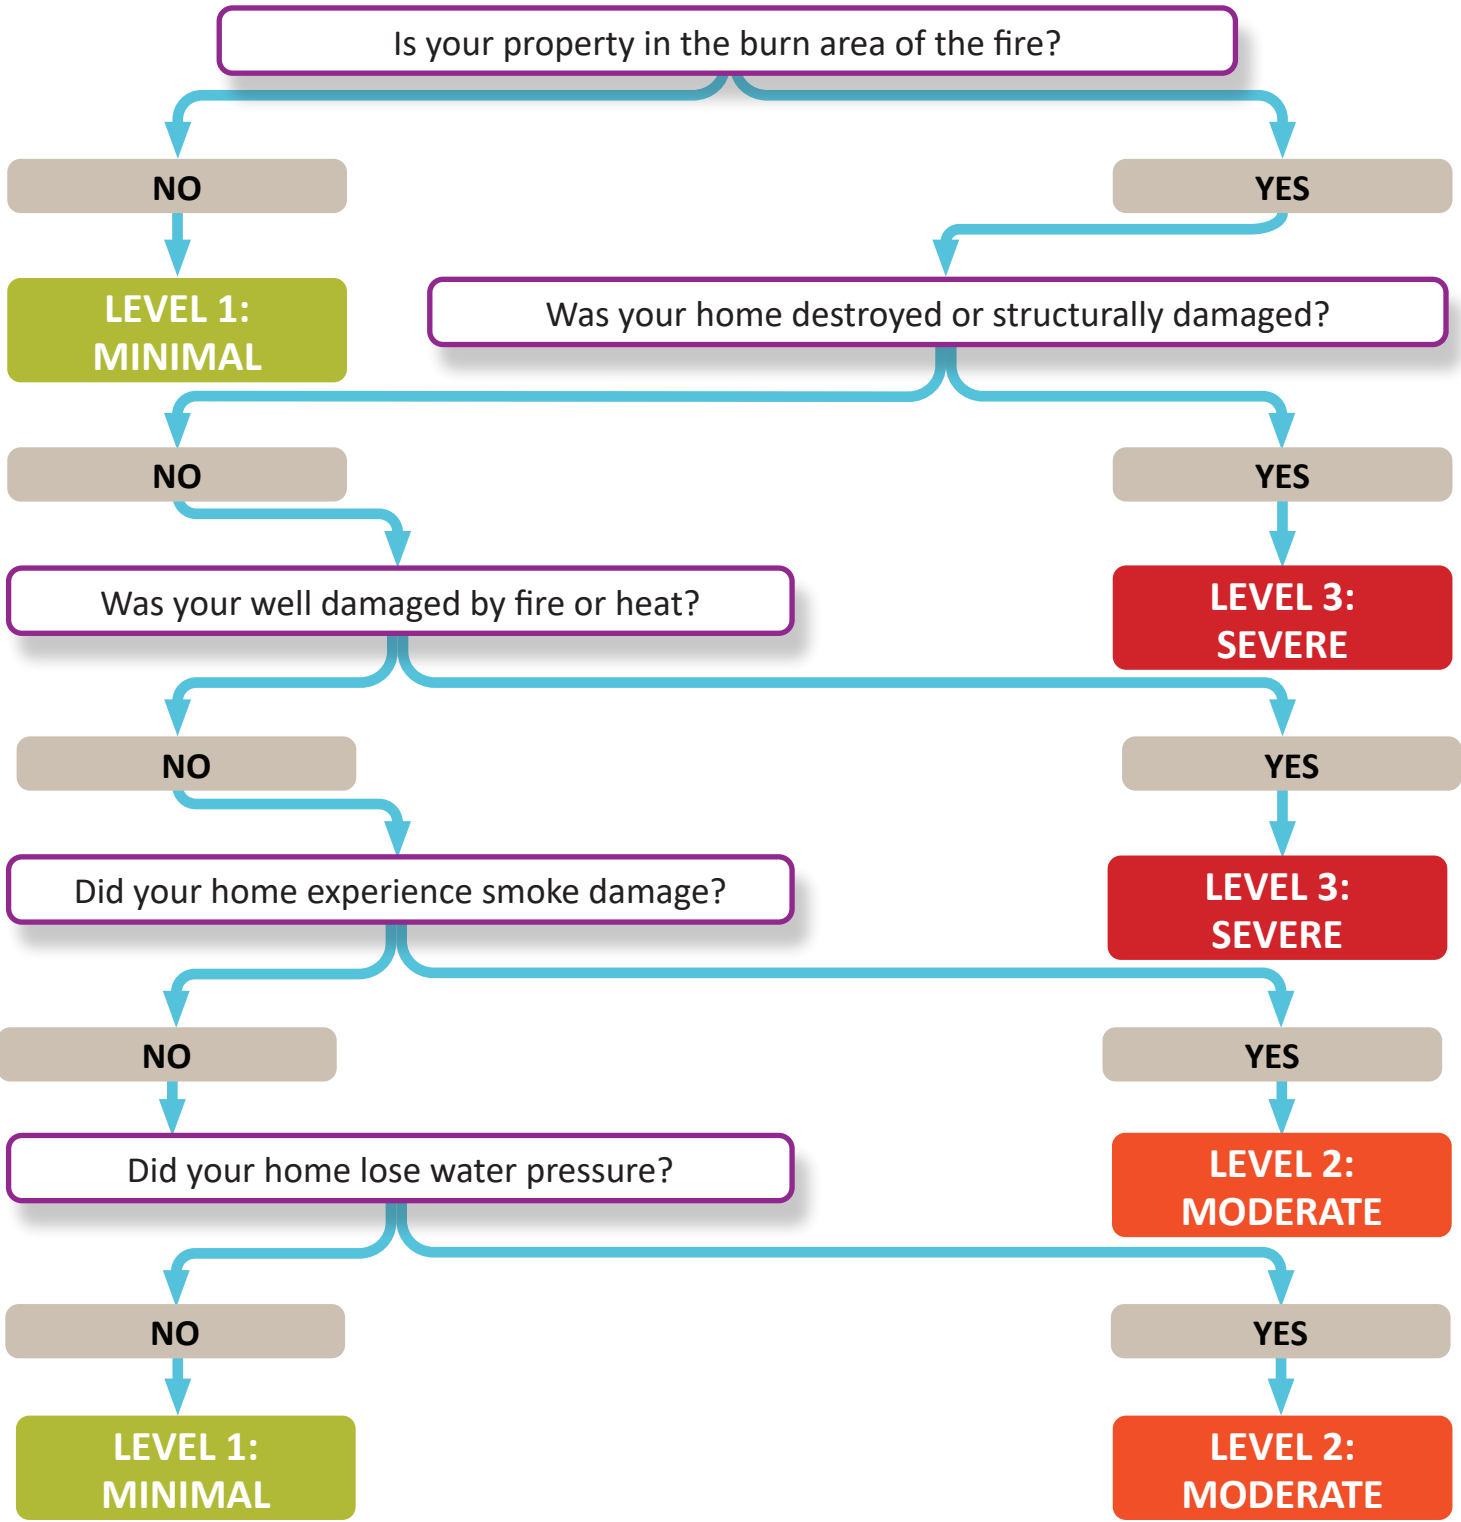 Is your property in the burn area of the fire?
NO
YES
LEVEL 1:
MINIMAL
Was your home destroyed or structurally damaged?
NO
YES
Was your well damaged by fire or heat?
LEVEL 3:
SEVERE
NO
YES
Did your home experience smoke damage?
LEVEL 3:
SEVERE
NO
YES
Did your home lose water pressure?
LEVEL 2:
MODERATE
NO
YES
LEVEL 1:
MINIMAL
LEVEL 2:
MODERATE